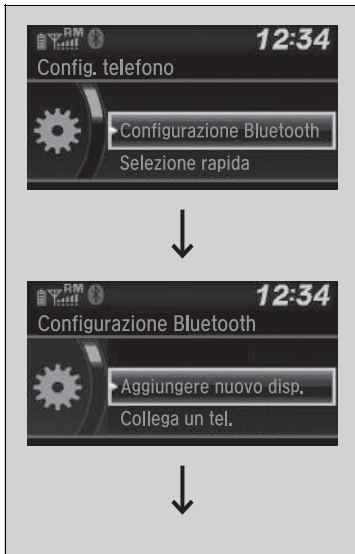 RM
12:34
Config. telefono
Configurazione Bluetooth
Selezione rapida
RM
12:34
Configurazione Bluetooth
Aggiungere nuovo disp.
Collega un tel.